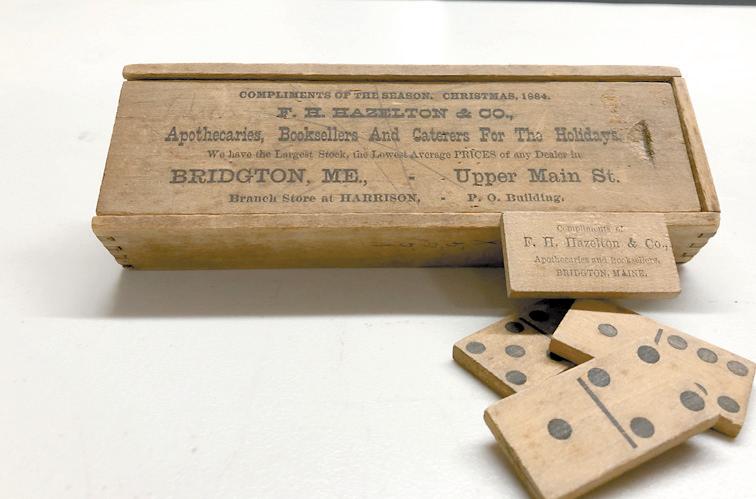 COMPLIMENTS OF THE SEASON. CHRISTMAS, 1884.
F. H. HAZELTON & CO.,
Apothecaries, Booksellers And Caterers For The Holidays.
We have the Largest Stock, the Lowest Average PRICES of any Dealer in
BRIDGTON, ME., - - Upper Main St.
Branch Store at HARRISON, - P. O. Building.
Compliments of
F. H. Hazelton & Co.,
Apothecaries and Booksellers,
BRIDGTON, MAINE.